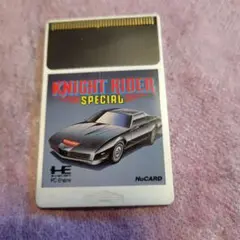 KNIGHT RIDER
SPECIAL
HE
PC Engine
HuCARD